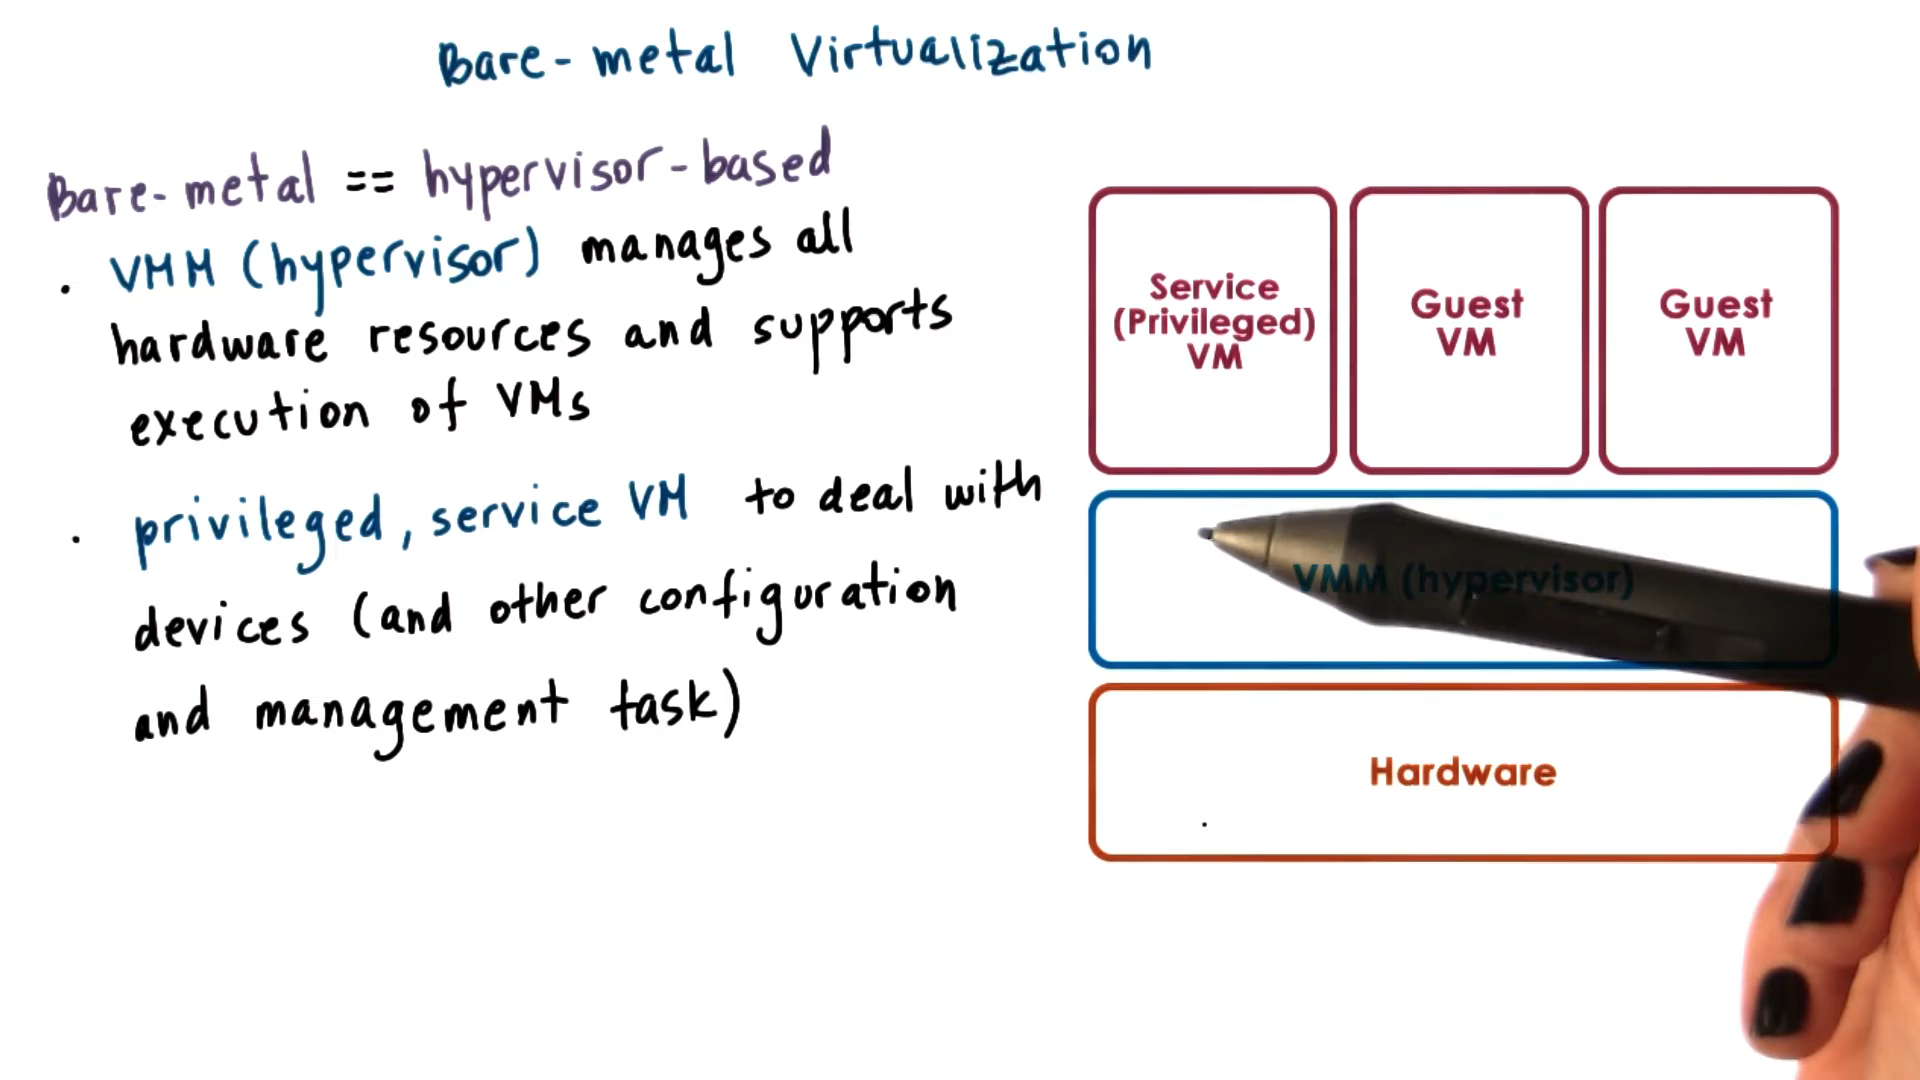 Bare-metal Virtualization
Bare-metal == hypervisor-based
. VMM (hypervisor) manages all
hardware resources and supports
execution of VMs
. privileged, service VM to deal with
devices (and other configuration
and management task)
Service
(Privileged)
VM
Guest
VM
Guest
VM
VMM (hypervisor)
Hardware